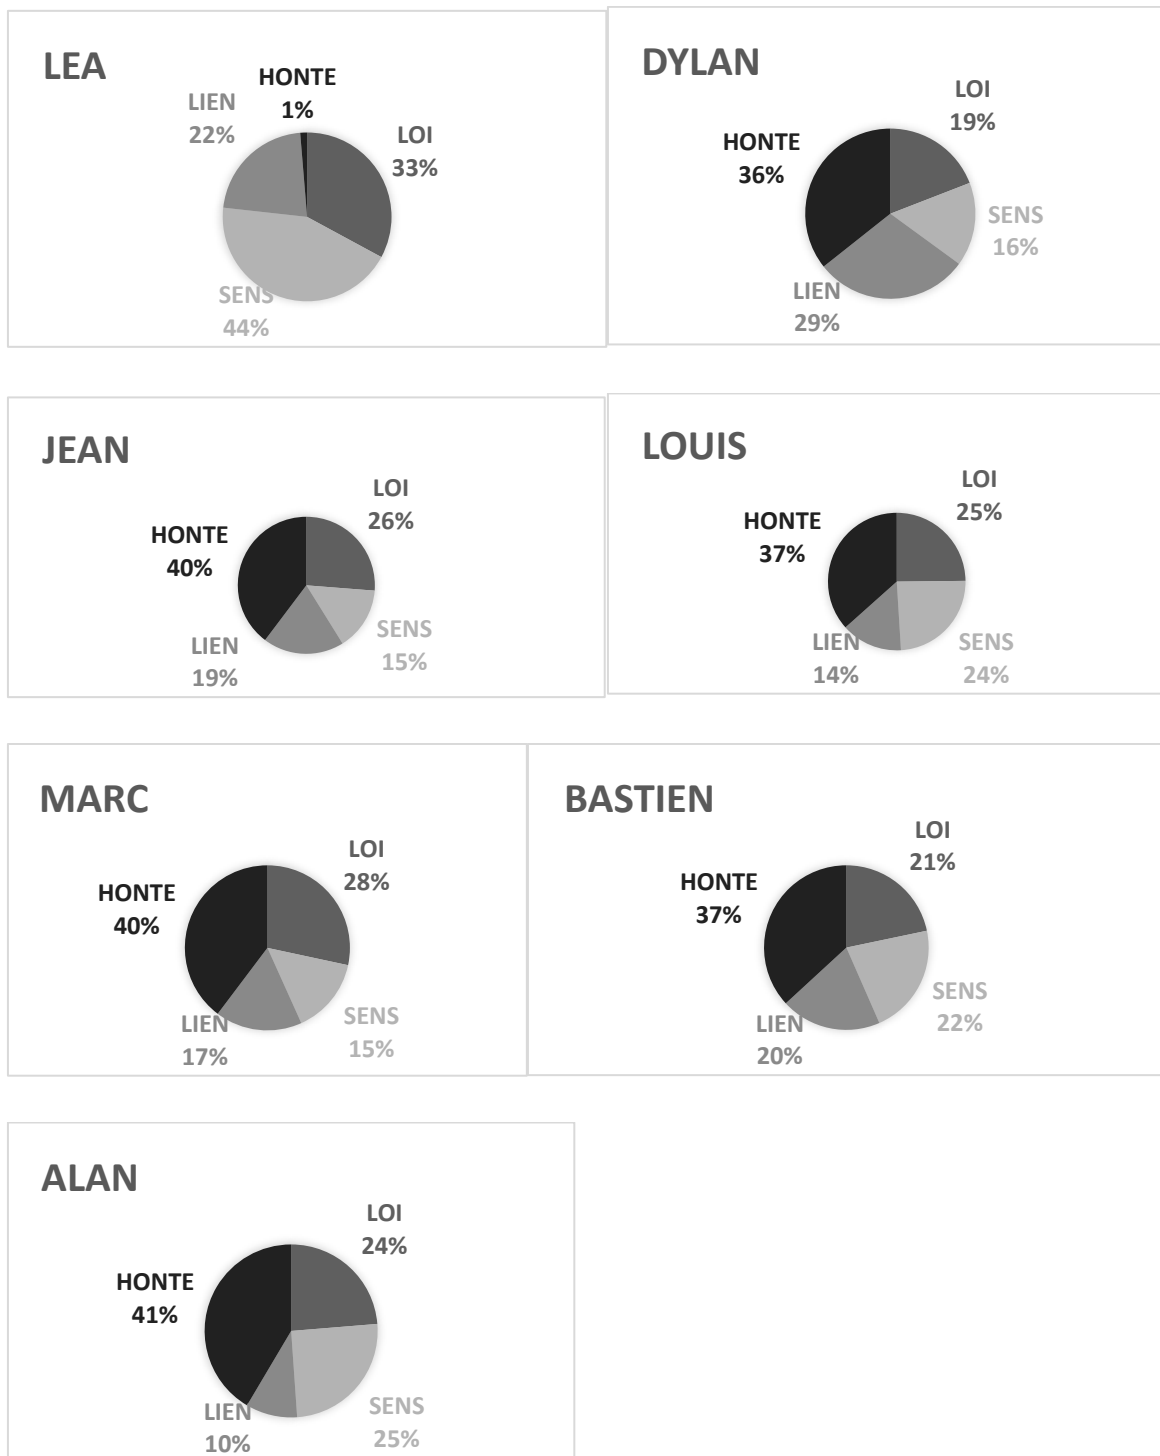 LEA
HONTE
1%
LIEN
22%
LOI
33%
SENS
44%
DYLAN
LOI
19%
HONTE
36%
SENS
16%
LIEN
29%
JEAN
LOI
26%
HONTE
40%
SENS
15%
LIEN
19%
LOUIS
LOI
25%
HONTE
37%
LIEN
14%
SENS
24%
MARC
LOI
28%
HONTE
40%
SENS
15%
LIEN
17%
BASTIEN
LOI
21%
HONTE
37%
SENS
22%
LIEN
20%
ALAN
LOI
24%
HONTE
41%
SENS
25%
LIEN
10%